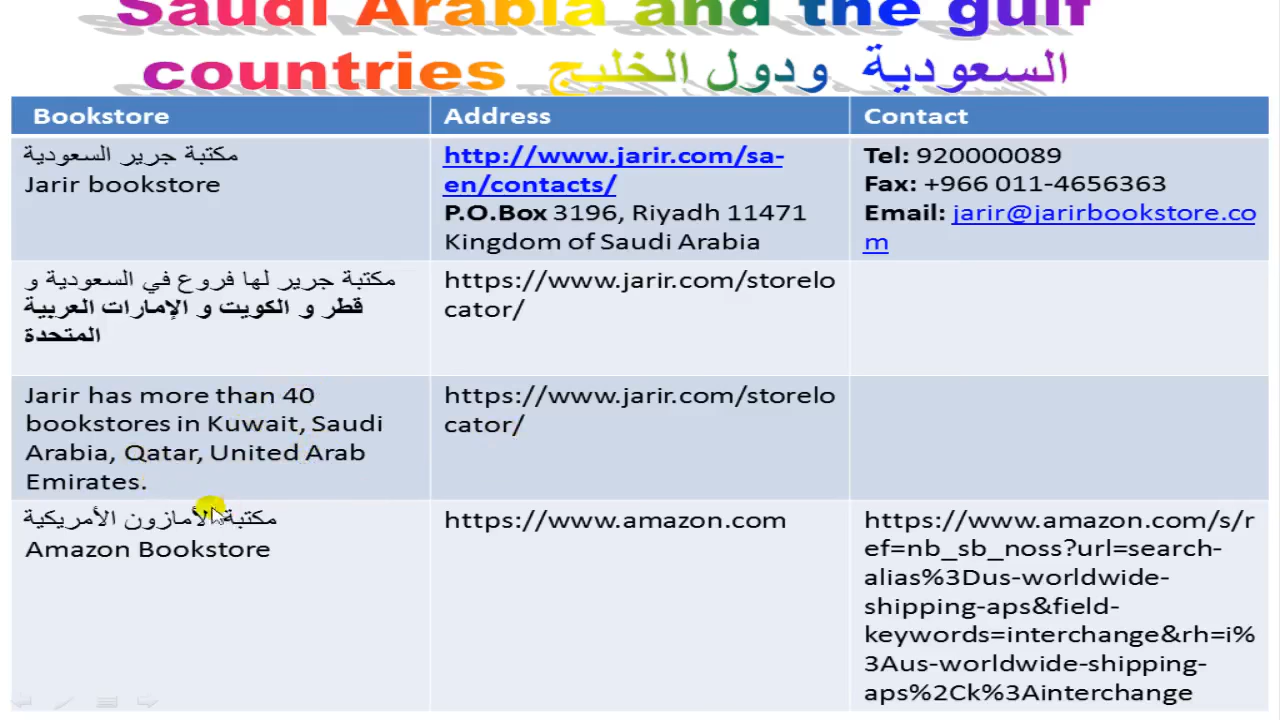 Saudi Arabia and the gulf
countries السعودية ودول الخليج
Bookstore
Address
Contact
مكتبة جرير السعودية
Jarir bookstore
http://www.jarir.com/sa-
en/contacts/
P.O.Box 3196, Riyadh 11471
Kingdom of Saudi Arabia
Tel: 920000089
Fax: +966 011-4656363
Email: jarir@jarirbookstore.co
m
مكتبة جرير لها فروع في السعودية و
قطر و الكويت و الإمارات العربية
المتحدة
https://www.jarir.com/storelo
cator/
Jarir has more than 40
bookstores in Kuwait, Saudi
Arabia, Qatar, United Arab
Emirates.
https://www.jarir.com/storelo
cator/
مكتبة الأمازون الأمريكية
Amazon Bookstore
https://www.amazon.com
https://www.amazon.com/s/r
ef=nb_sb_noss?url=search-
alias%3Dus-worldwide-
shipping-aps&field-
keywords=interchange&rh=i%
3Aus-worldwide-shipping-
aps%2Ck%3Ainterchange